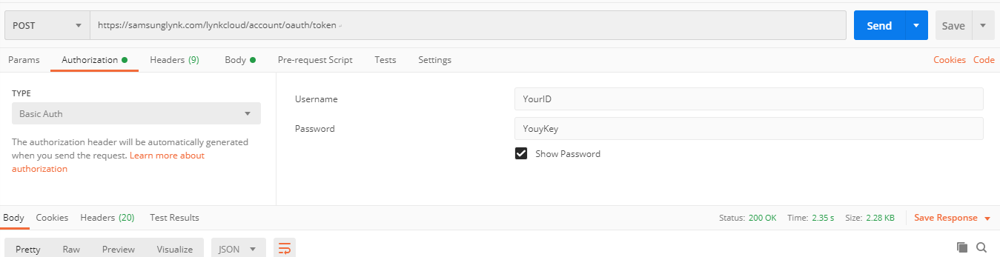 POST https://samsunglynk.com/lynkcloud/account/oauth/token Send Save
Params Authorization Headers (9) Body Pre-request Script Tests Settings Cookies Code
TYPE
Basic Auth
The authorization header will be automatically generated
when you send the request. Learn more about
authorization
Username YourID
Password YouyKey
Show Password
Body Cookies Headers (20) Test Results Status: 200 OK Time: 2.35 s Size: 2.28 KB Save Response
Pretty Raw Preview Visualize JSON